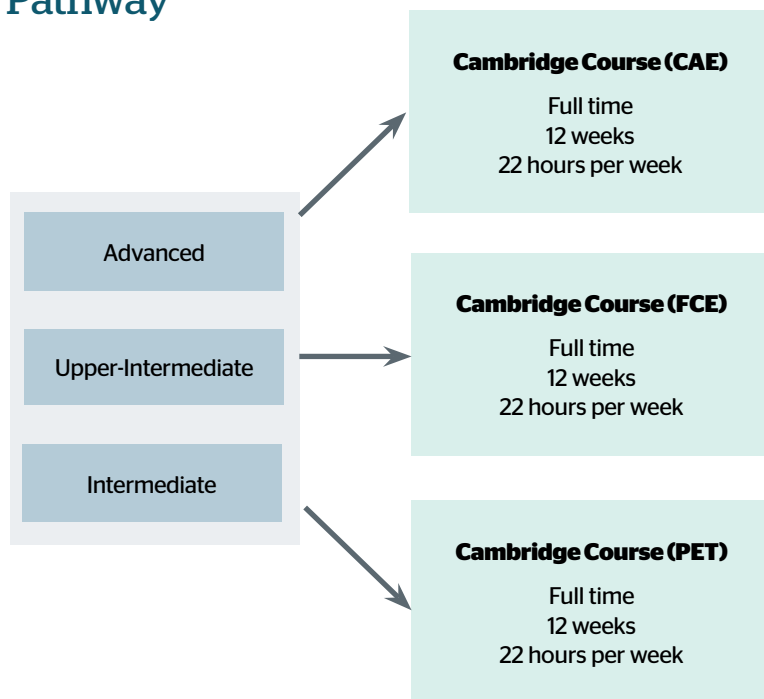 Pathway
Cambridge Course (CAE)
Full time
12 weeks
22 hours per week
Advanced
Upper-Intermediate
Intermediate
Cambridge Course (FCE)
Full time
12 weeks
22 hours per week
Cambridge Course (PET)
Full time
12 weeks
22 hours per week